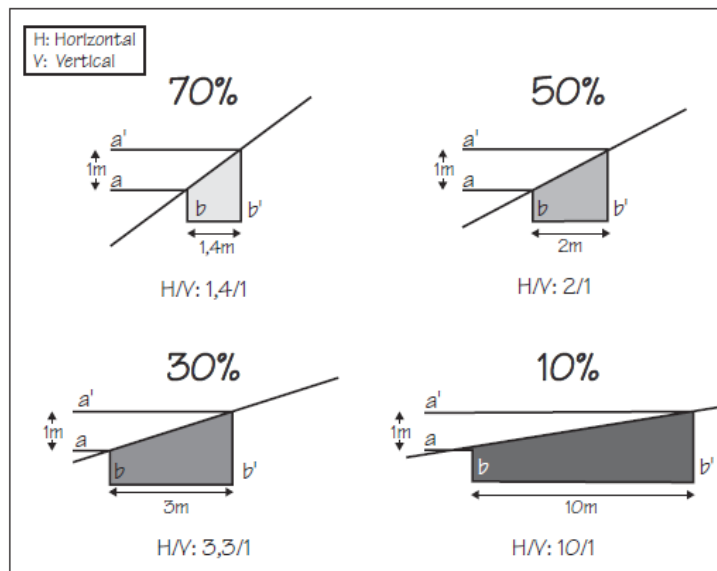 H: Horizontal
V: Vertical
70%
a'
1m
a
b
b'
1,4m
H/V: 1,4/1
50%
a'
1m
a
b
b'
2m
H/V: 2/1
30%
a'
1m
a
b
b'
3m
H/V: 3,3/1
10%
a'
1m
a
b
b'
10m
H/V: 10/1